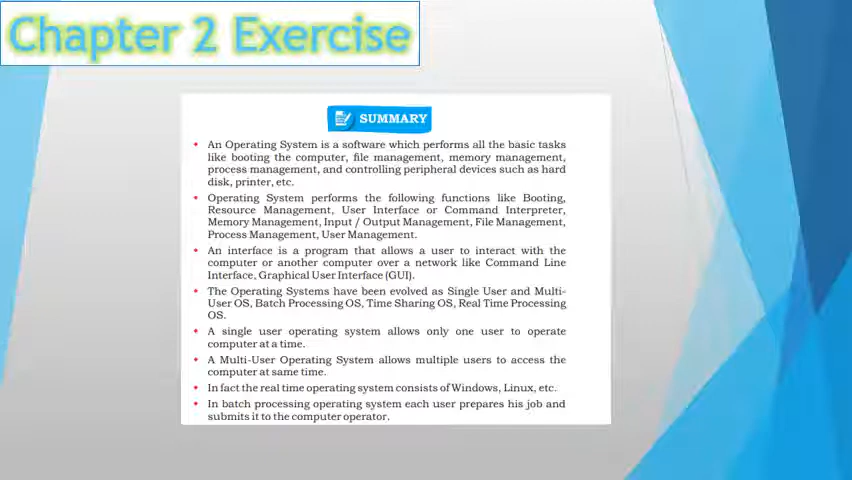 Chapter 2 Exercise
SUMMARY
• An Operating System is a software which performs all the basic tasks
like booting the computer, file management, memory management,
process management, and controlling peripheral devices such as hard
disk, printer, etc.
• Operating System performs the following functions like Booting,
Resource Management, User Interface or Command Interpreter,
Memory Management, Input / Output Management, File Management,
Process Management, User Management.
• An interface is a program that allows a user to interact with the
computer or another computer over a network like Command Line
Interface, Graphical User Interface (GUI).
• The Operating Systems have been evolved as Single User and Multi-
User OS, Batch Processing OS, Time Sharing OS, Real Time Processing
OS.
• A single user operating system allows only one user to operate
computer at a time.
• A Multi-User Operating System allows multiple users to access the
computer at same time.
• In fact the real time operating system consists of Windows, Linux, etc.
• In batch processing operating system each user prepares his job and
submits it to the computer operator.